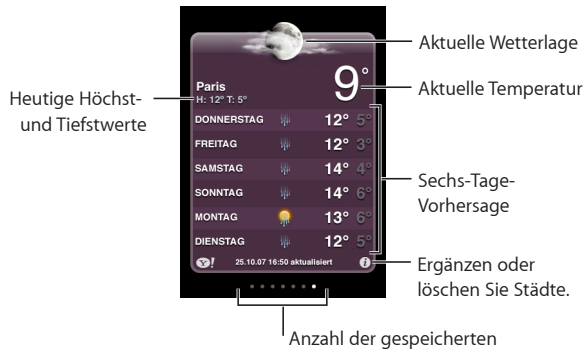 Aktuelle Wetterlage
Paris
9°
Aktuelle Temperatur
H: 12° T: 5°
Heutige Höchst-
und Tiefstwerte
DONNERSTAG 12° 5°
FREITAG 12° 3°
SAMSTAG 14° 4°
SONNTAG 14° 6°
MONTAG 13° 6°
DIENSTAG 12° 5°
Sechs-Tage-
Vorhersage
Y! 25.10.07 16:50 aktualisiert i
Ergänzen oder
löschen Sie Städte.
Anzahl der gespeicherten